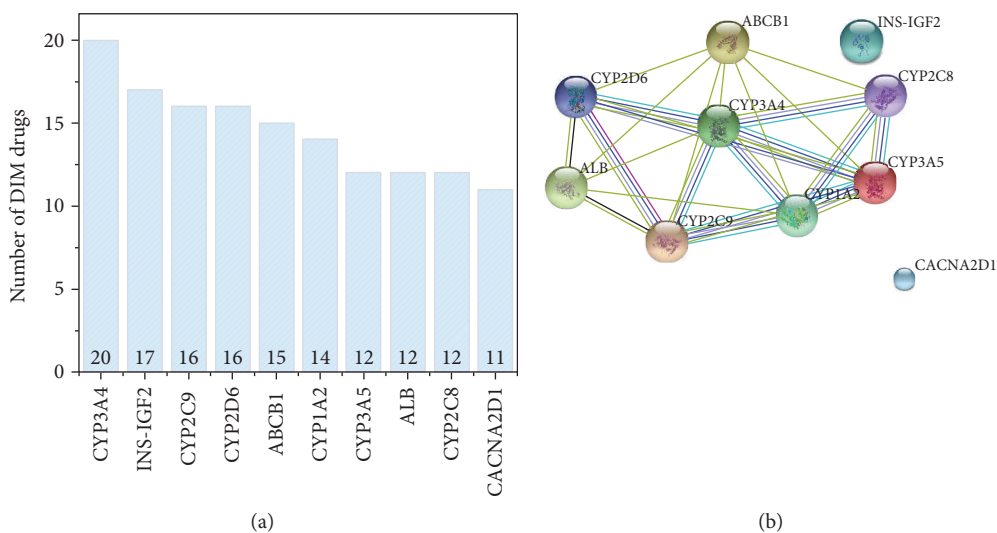 Number of DIM drugs
20
15
10
5
0
20
17
16
16
15
14
12
12
12
11
CYP3A4
INS-IGF2
CYP2C9
CYP2D6
ABCB1
CYP1A2
CYP3A5
ALB
CYP2C8
CACNA2D1
(a)
ABCB1
INS-IGF2
CYP2D6
CYP2C8
CYP3A4
CYP3A5
ALB
CYP1A2
CYP2C9
CACNA2D1
(b)